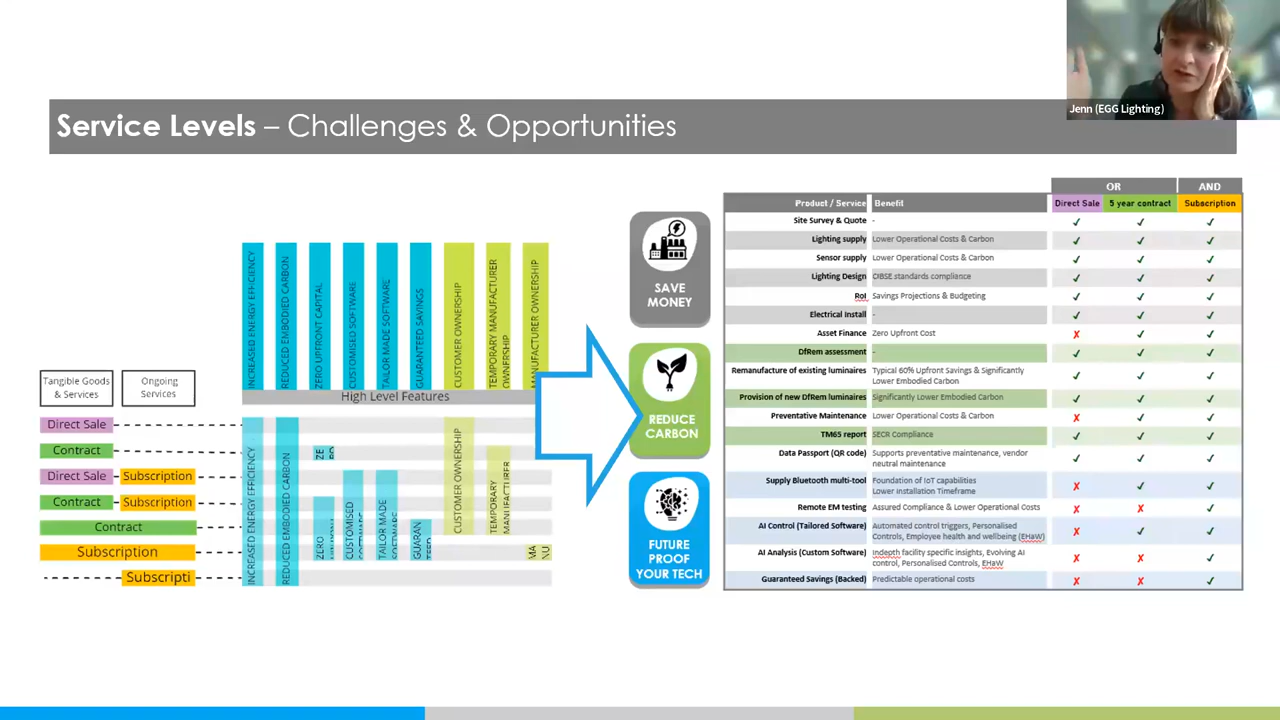 Jenn (EGG Lighting)
Service Levels – Challenges & Opportunities
INCREASED ENERGY EFFICIENCY
REDUCED EMBODIED CARBON
ZERO UPFRONT CAPITAL
CUSTOMISED SOFTWARE
TAILOR MADE SOFTWARE
GUARANTEED SAVINGS
CUSTOMER OWNERSHIP
TEMPORARY MANUFACTURER
OWNERSHIP
MANUFACTURER OWNERSHIP
High Level Features
Tangible Goods
& Services
Ongoing
Services
Direct Sale
Contract
Direct Sale
Subscription
Contract
Subscription
Contract
Subscription
Subscripti
INCREASED ENERGY EFFICIENCY
REDUCED EMBODIED CARBON
ZE
ZERO
CUSTOMISED
TAILOR MADE
GUARAN
CUSTOMER OWNERSHIP
TEMPORARY
MANUFACTURER
MA
NU
SAVE
MONEY
REDUCE
CARBON
FUTURE
PROOF
YOUR TECH
OR AND
Product / Service Benefit Direct Sale 5 year contract Subscription
Site Survey & Quote - ✓ ✓ ✓
Lighting supply Lower Operational Costs & Carbon ✓ ✓ ✓
Sensor supply Lower Operational Costs & Carbon ✓ ✓ ✓
Lighting Design CIBSE standards compliance ✓ ✓ ✓
RoI Savings Projections & Budgeting ✓ ✓ ✓
Electrical Install - ✓ ✓ ✓
Asset Finance Zero Upfront Cost ✗ ✓ ✓
DfRem assessment - ✓ ✓ ✓
Remanufacture of existing luminaires Typical 60% Upfront Savings & Significantly
Lower Embodied Carbon ✓ ✓ ✓
Provision of new DfRem luminaires Significantly Lower Embodied Carbon ✓ ✓ ✓
Preventative Maintenance Lower Operational Costs & Carbon ✗ ✓ ✓
TM65 report SECR Compliance ✓ ✓ ✓
Data Passport (QR code) Supports preventative maintenance, vendor
neutral maintenance ✓ ✓ ✓
Supply Bluetooth multi-tool Foundation of IoT capabilities
Lower Installation Timeframe ✗ ✓ ✓
Remote EM testing Assured Compliance & Lower Operational Costs ✗ ✗ ✓
AI Control (Tailored Software) Automated control triggers, Personalised
Controls, Employee health and wellbeing (EHaW) ✗ ✓ ✓
AI Analysis (Custom Software) Indepth facility specific insights, Evolving AI
control, Personalised Controls, EHaW ✗ ✗ ✓
Guaranteed Savings (Backed) Predictable operational costs ✗ ✗ ✓